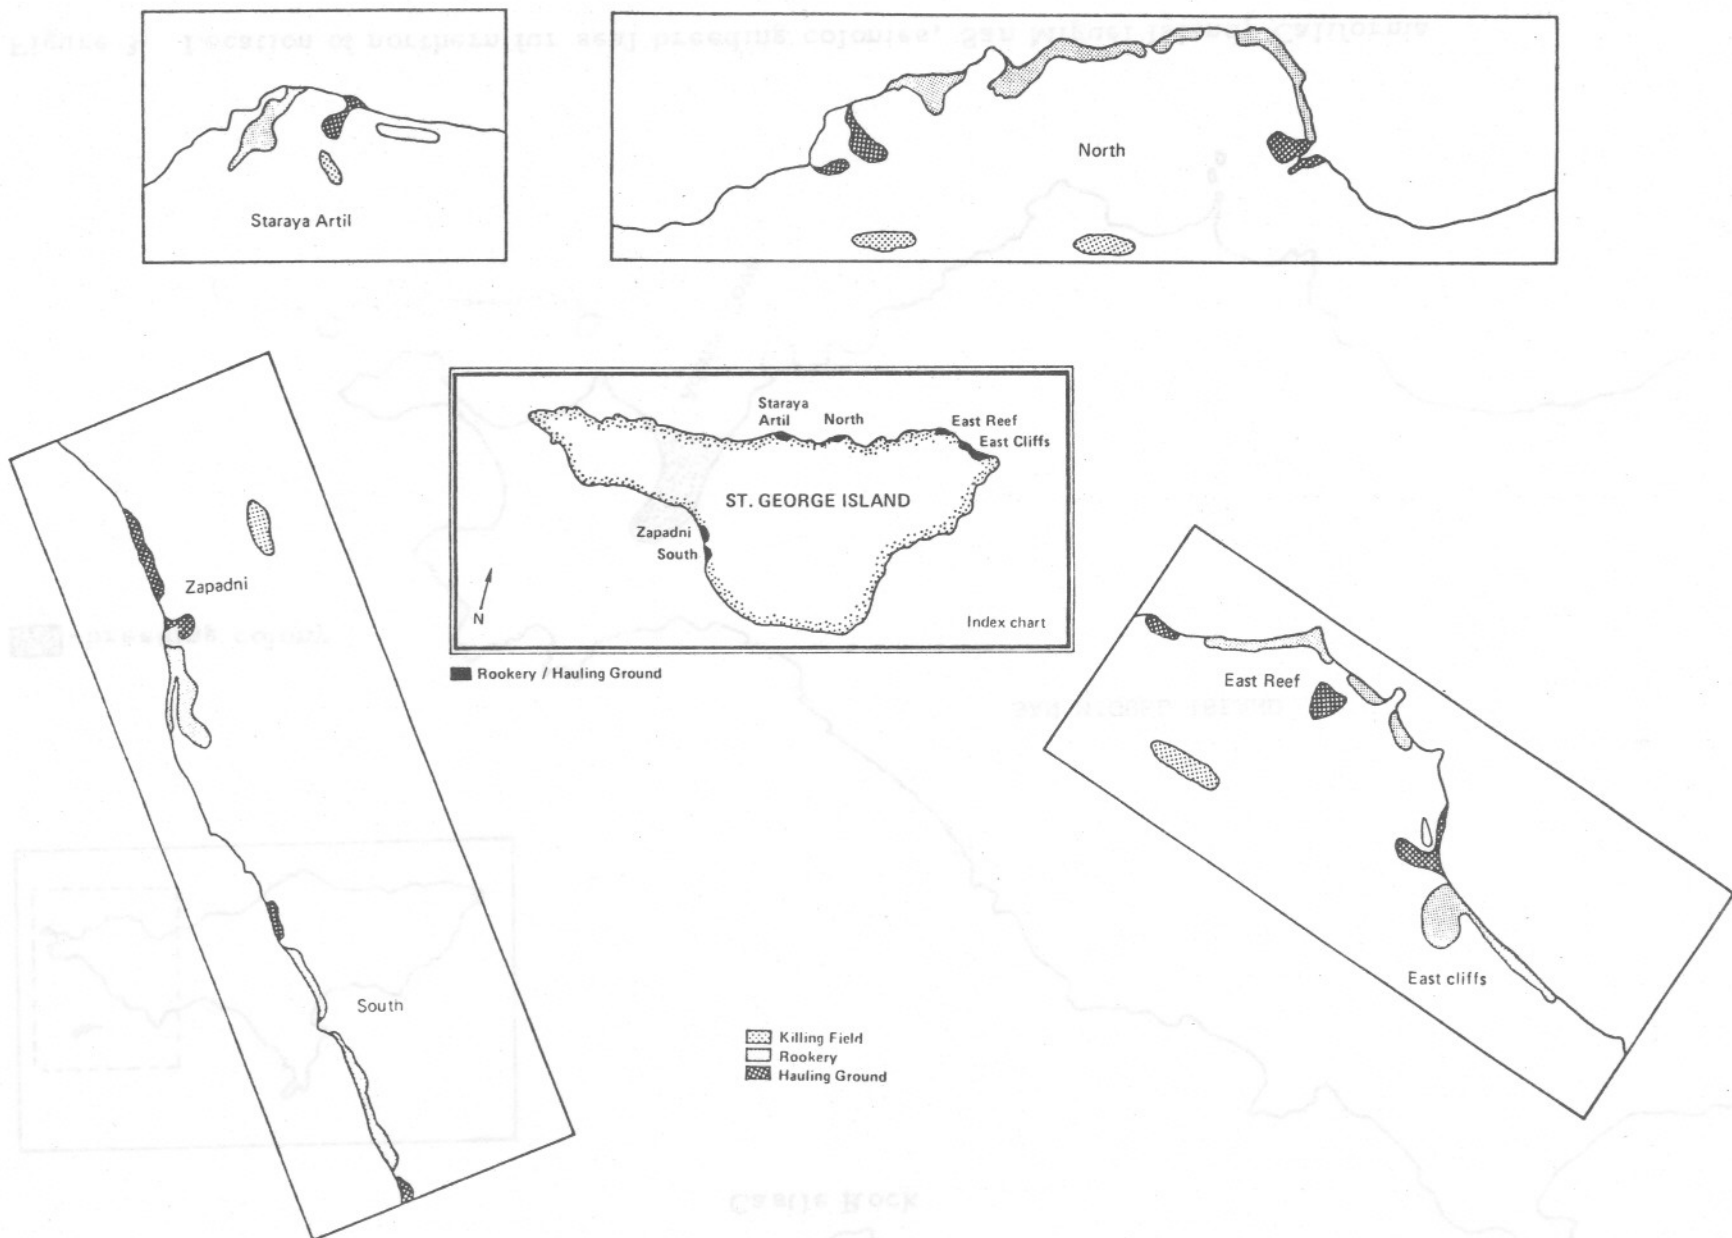 Staraya Artil
North
Staraya
Artil
North
East Reef
East Cliffs
ST. GEORGE ISLAND
Zapadni
South
N
Index chart
Rookery / Hauling Ground
Zapadni
South
East Reef
East cliffs
Killing Field
Rookery
Hauling Ground